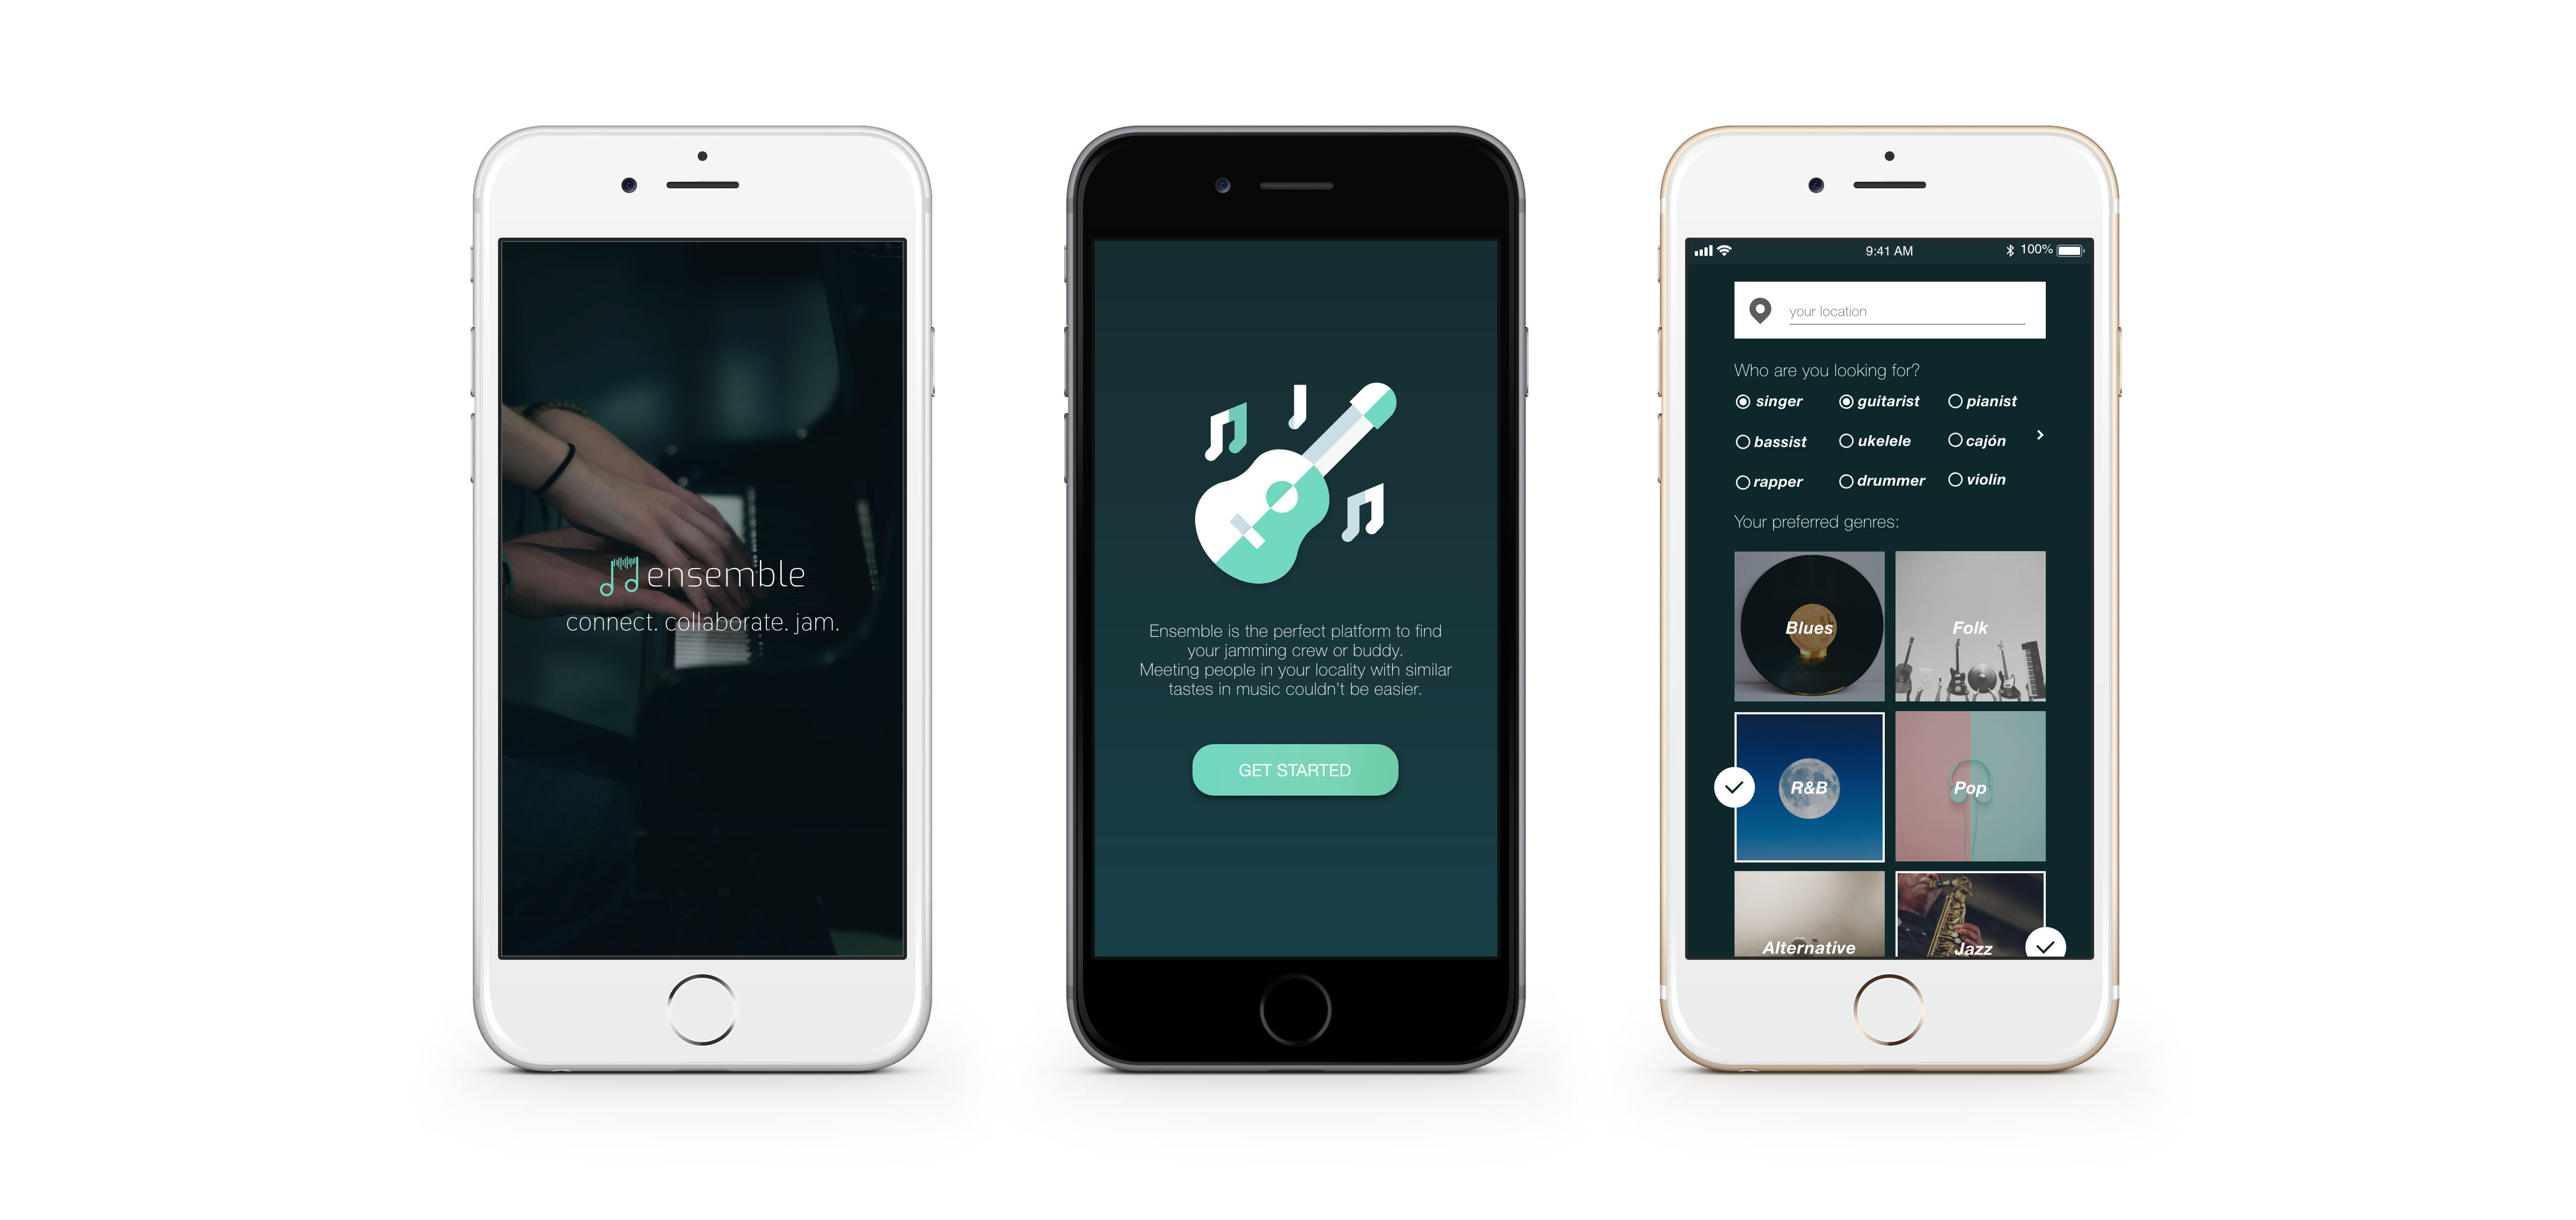 ensemble
connect. collaborate. jam.
Ensemble is the perfect platform to find
your jamming crew or buddy.
Meeting people in your locality with similar
tastes in music couldn't be easier.
GET STARTED
9:41 AM 100%
your location
Who are you looking for?
singer guitarist pianist
bassist ukelele cajón
rapper drummer violin
Your preferred genres:
Blues Folk
R&B Pop
Alternative Jazz